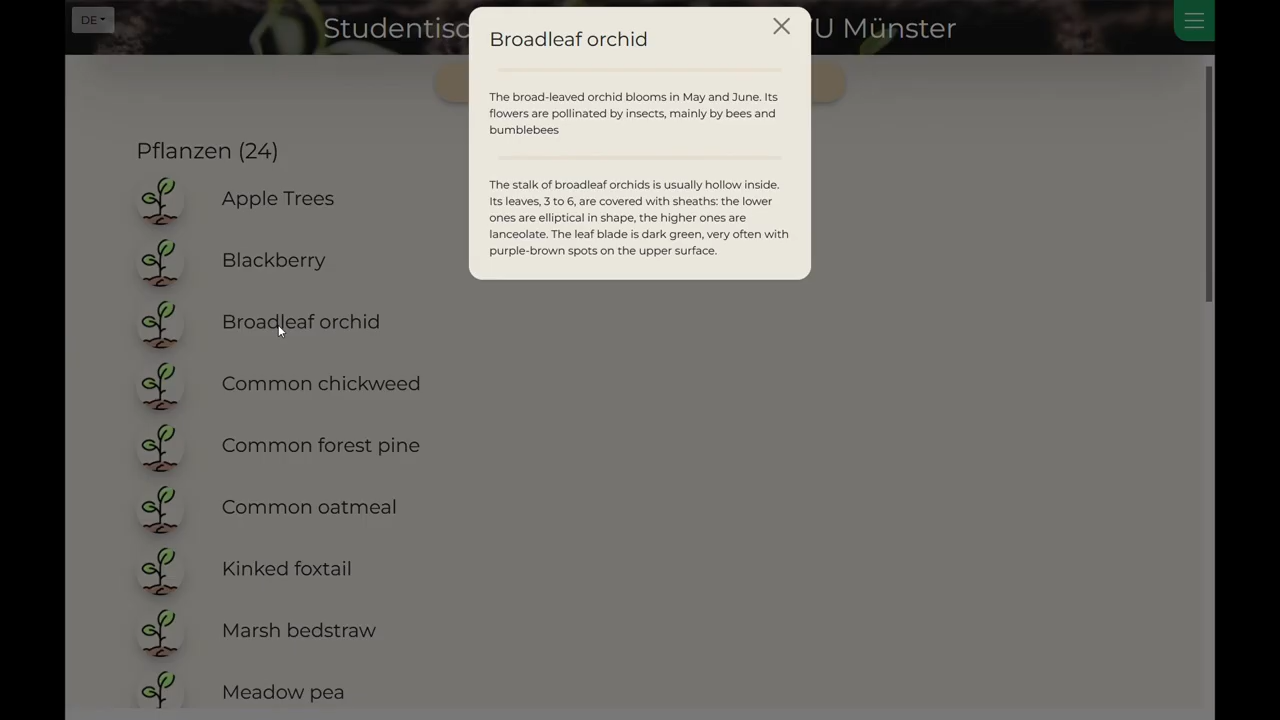 DE
Studentisc
U Münster
Broadleaf orchid
The broad-leaved orchid blooms in May and June. Its
flowers are pollinated by insects, mainly by bees and
bumblebees
The stalk of broadleaf orchids is usually hollow inside.
Its leaves, 3 to 6, are covered with sheaths: the lower
ones are elliptical in shape, the higher ones are
lanceolate. The leaf blade is dark green, very often with
purple-brown spots on the upper surface.
Pflanzen (24)
Apple Trees
Blackberry
Broadleaf orchid
Common chickweed
Common forest pine
Common oatmeal
Kinked foxtail
Marsh bedstraw
Meadow pea